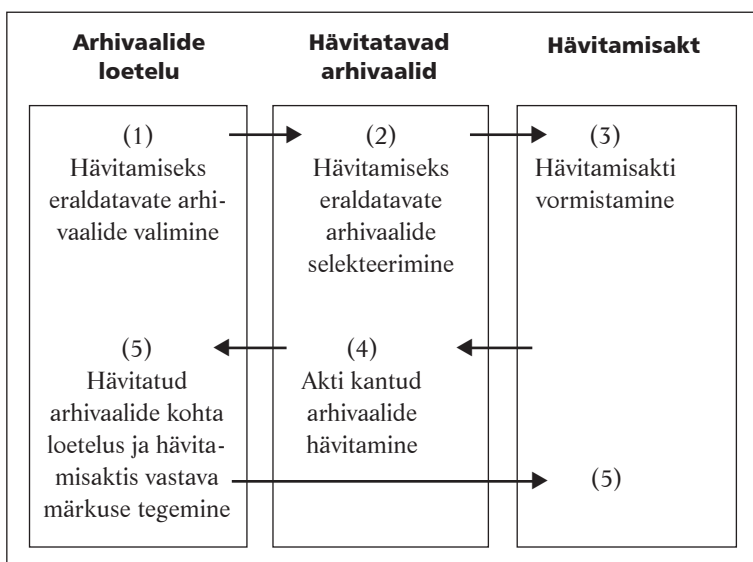 Arhivaalide
loetelu
Hävitatavad
arhivaalid
Hävitamisakt
(1)
Hävitamiseks
eraldatavate arhi-
vaalide valimine
(2)
Hävitamiseks
eraldatavate
arhivaalide
selekteerimine
(3)
Hävitamisakti
vormistamine
(5)
Hävitatud
arhivaalide kohta
loetelus ja hävita-
misaktis vastava
märkuse tegemine
(4)
Akti kantud
arhivaalide
hävitamine
(5)